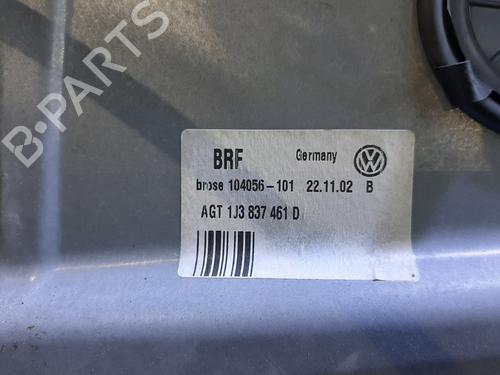 B-PARTS
BRF Germany
brose 104056-101 22.11.02 B
AGT 1J3 837 461 D